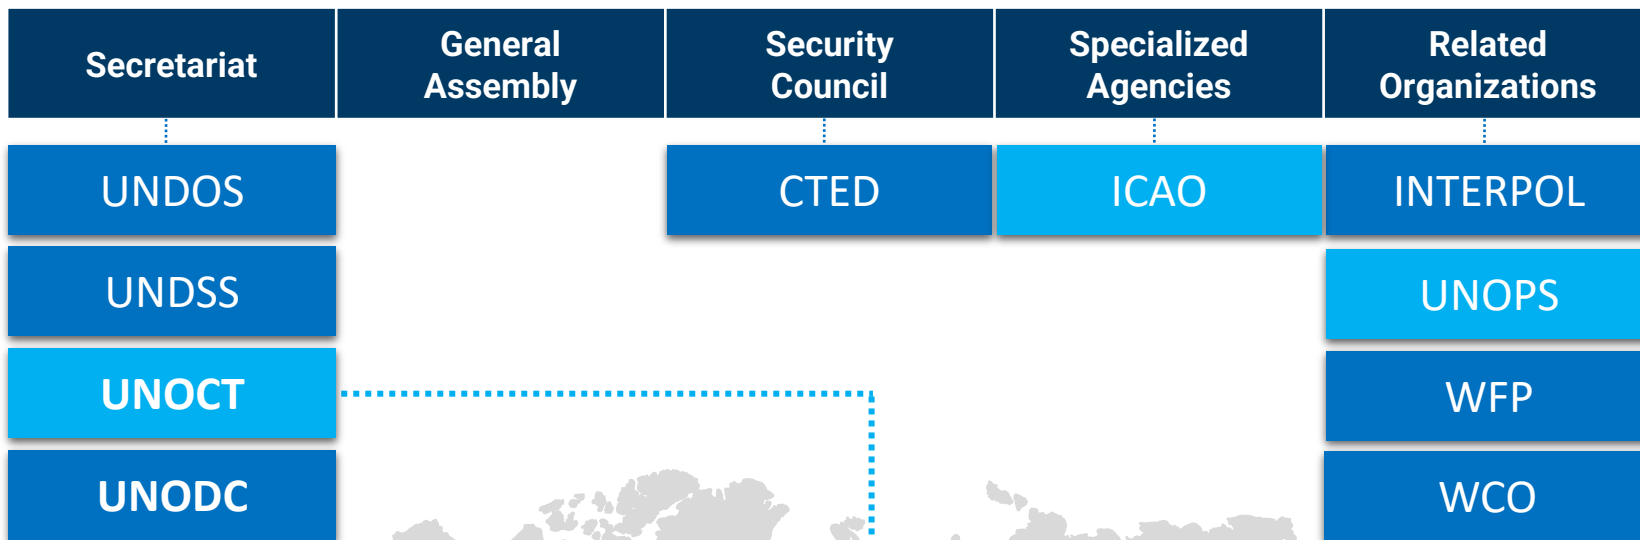 Secretariat
General
Assembly
Security
Council
Specialized
Agencies
Related
Organizations
UNDOS
CTED
ICAO
INTERPOL
UNDSS
UNOPS
UNOCT
WFP
UNODC
WCO